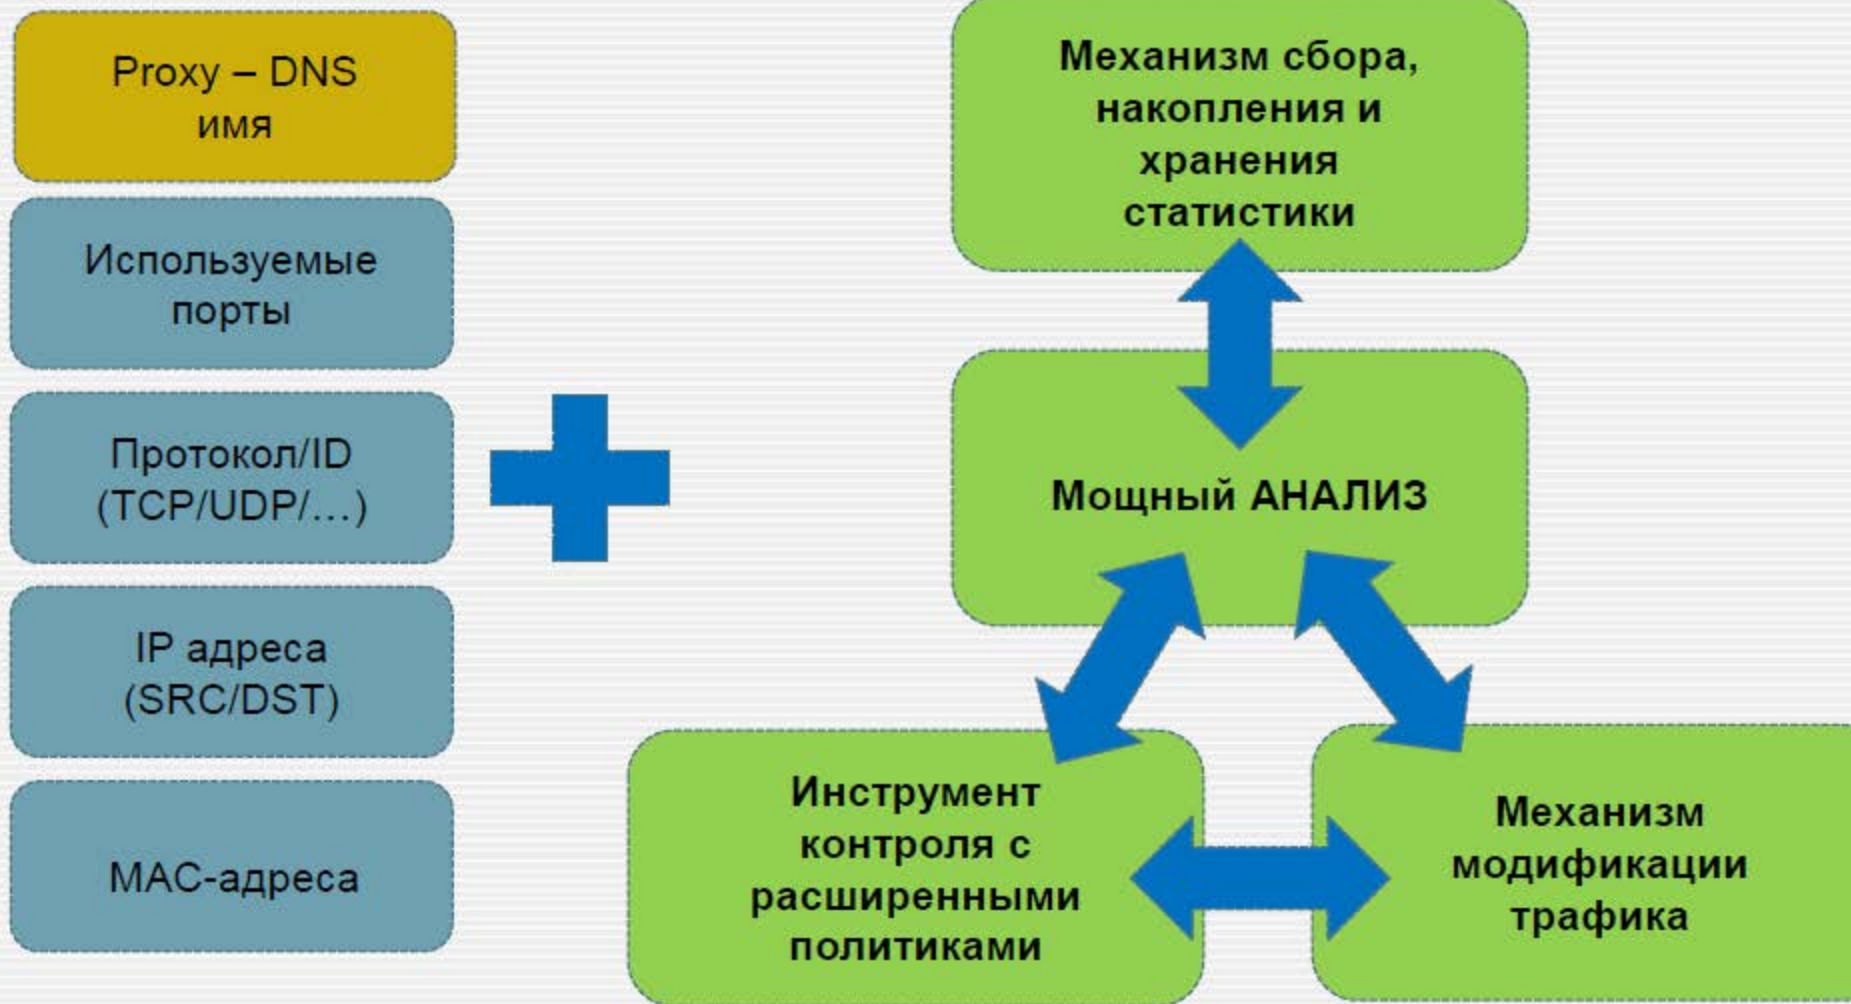 Proxy – DNS
имя
Используемые
порты
Протокол/ID
(TCP/UDP/…)
IP адреса
(SRC/DST)
MAC-адреса
Механизм сбора,
накопления и
хранения
статистики
Мощный АНАЛИЗ
Инструмент
контроля с
расширенными
политиками
Механизм
модификации
трафика